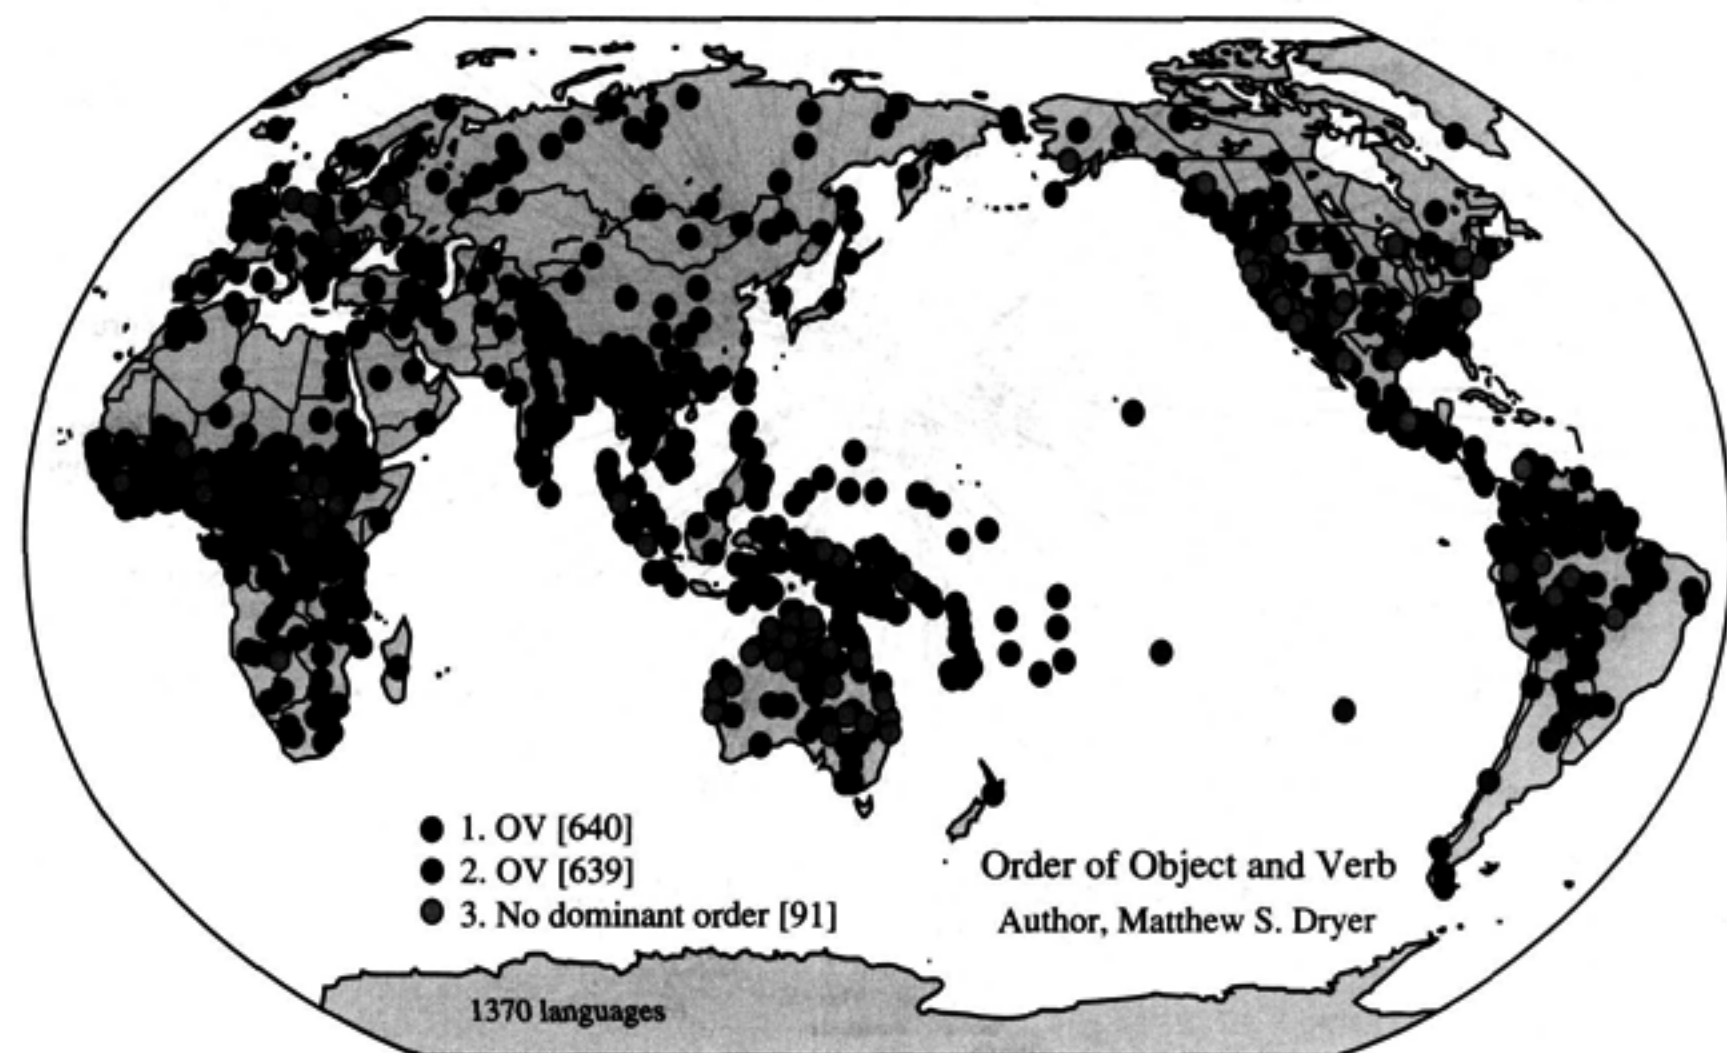 1. OV [640]
2. OV [639]
3. No dominant order [91]
Order of Object and Verb
Author, Matthew S. Dryer
1370 languages